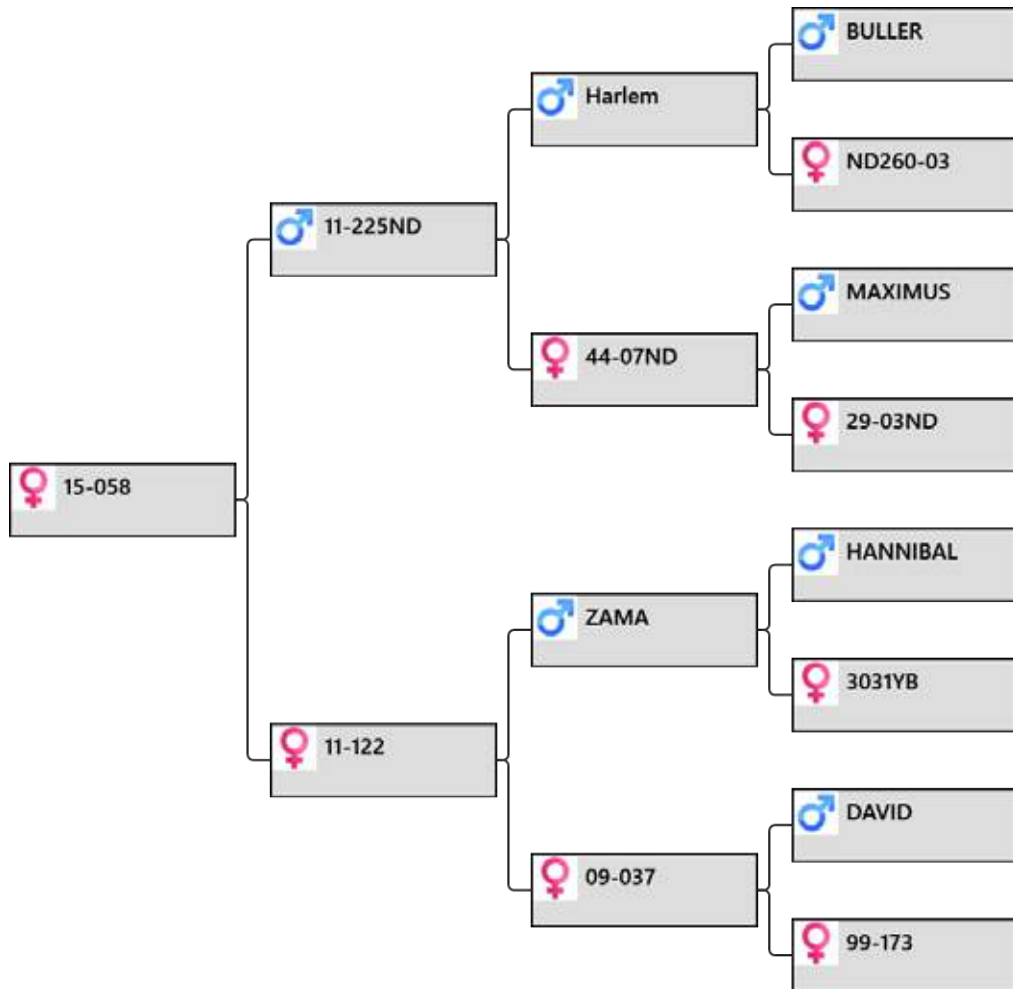 BULLER
Harlem
ND260-03
11-225ND
MAXIMUS
44-07ND
29-03ND
15-058
HANNIBAL
ZAMA
3031YB
11-122
DAVID
09-037
99-173